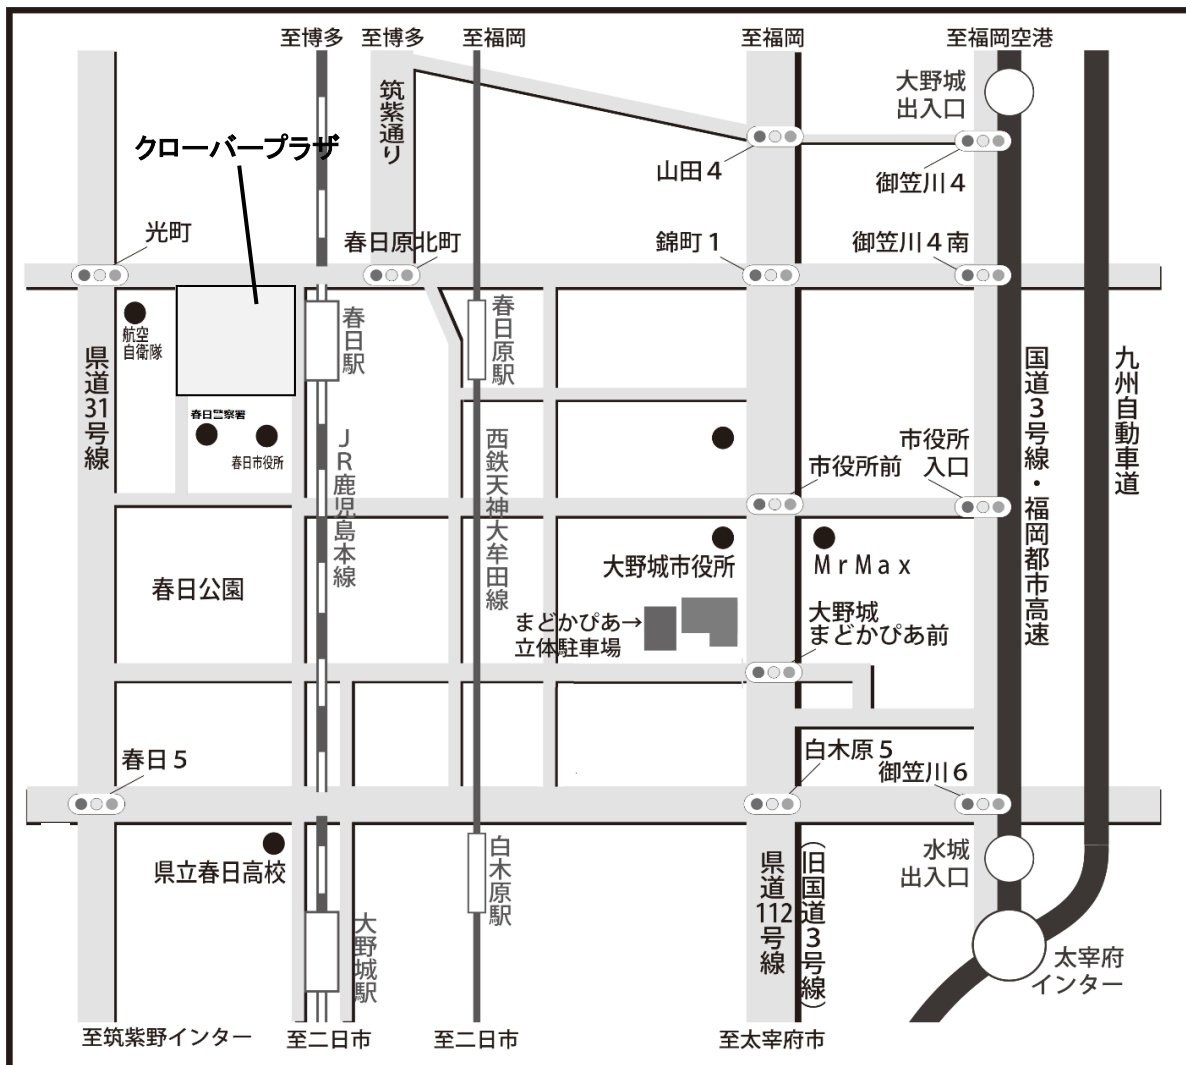 至博多
至博多
至福岡
至福岡
至福岡空港
大野城
出入口
筑紫通り
クローバープラザ
山田4
御笠川4
光町
春日原北町
錦町1
御笠川4南
航空
自衛隊
春日駅
春日原駅
県道31号線
国道3号線・福岡都市高速
九州自動車道
春日警察署
春日市役所
JR鹿児島本線
西鉄天神大牟田線
市役所前
市役所
入口
春日公園
大野城市役所
MrMax
まどかぴあ→
立体駐車場
大野城
まどかぴあ前
春日5
白木原5
御笠川6
県立春日高校
白木原駅
大野城駅
県道112号線
(旧国道3号線)
水城
出入口
太宰府
インター
至筑紫野インター
至二日市
至二日市
至太宰府市